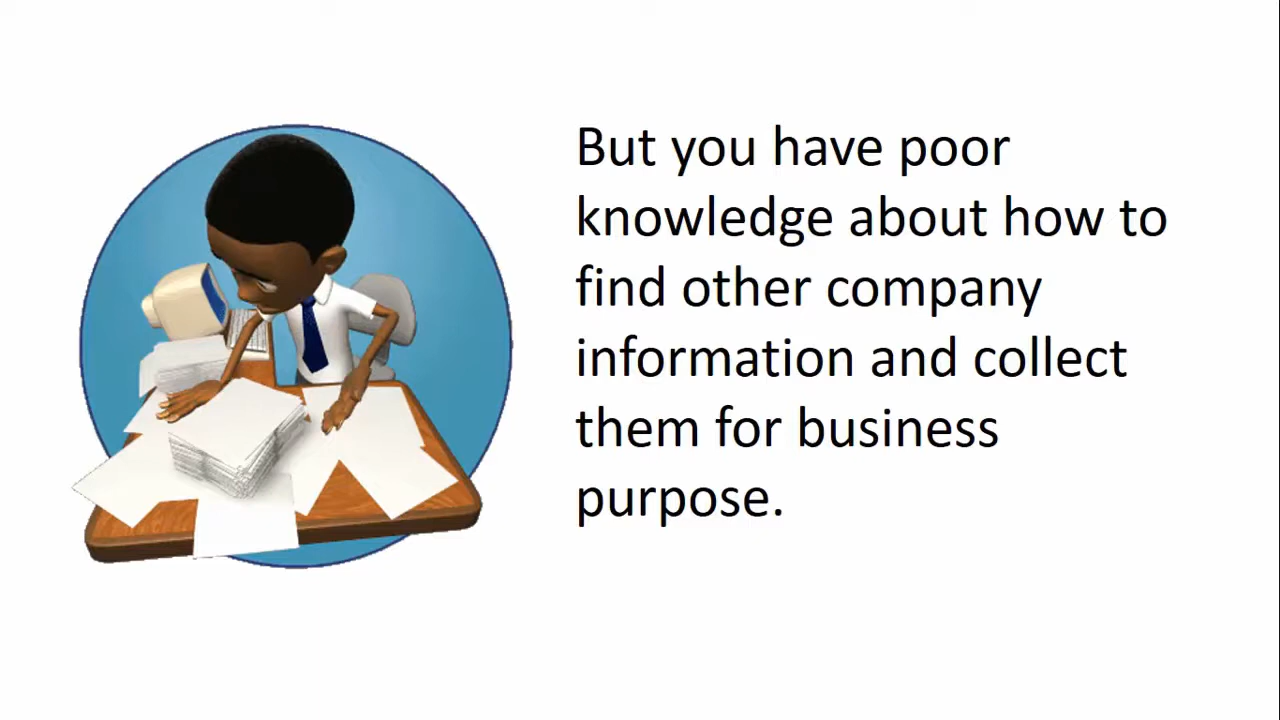 But you have poor
knowledge about how to
find other company
information and collect
them for business
purpose.